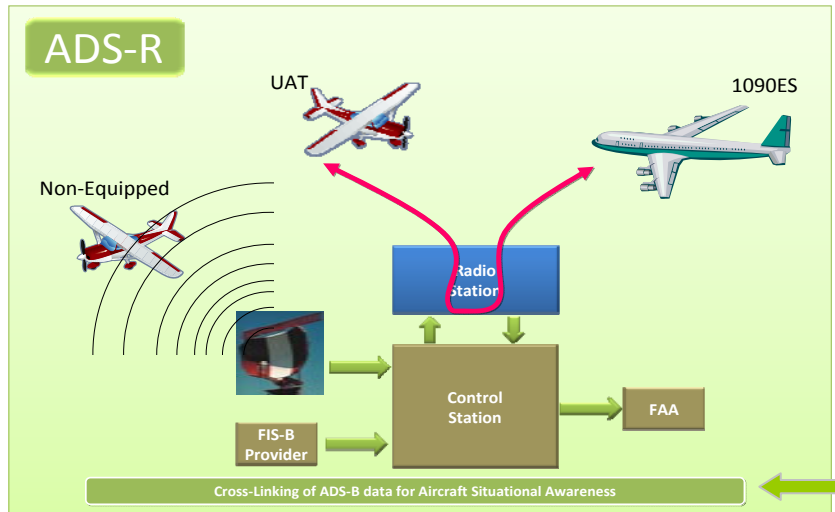 ADS-R
UAT
1090ES
Non-Equipped
Radio
Station
Control
Station
FAA
FIS-B
Provider
Cross-Linking of ADS-B data for Aircraft Situational Awareness